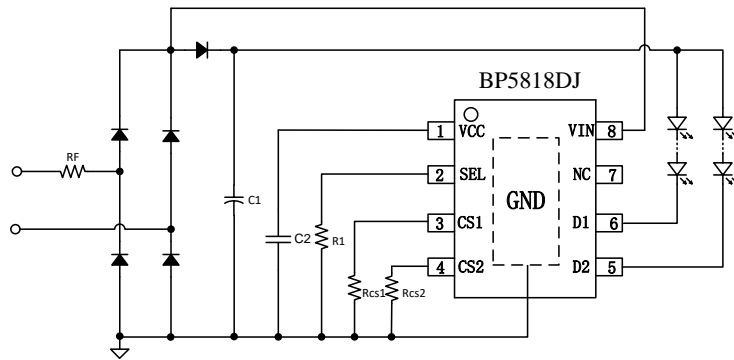 BP5818DJ
1 VCC VIN 8
RF
2 SEL NC 7
C1
GND
3 CS1 D1 6
C2 R1
4 CS2 D2 5
Rcs1 Rcs2